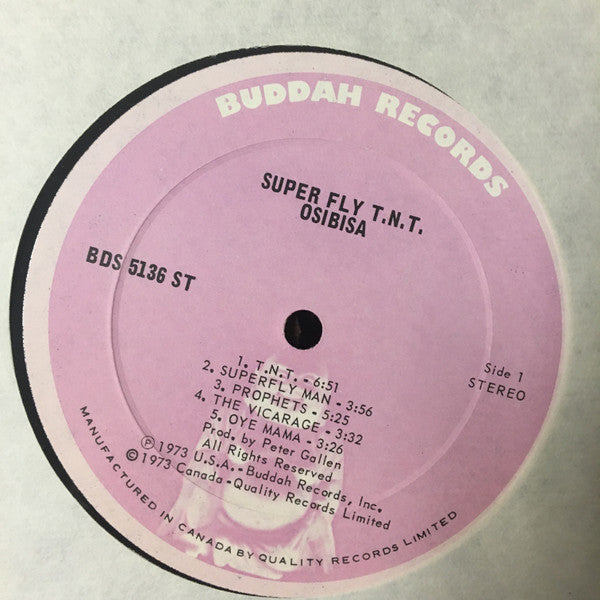 BUDDAH RECORDS
SUPER FLY T.N.T.
OSIBISA
BDS 5136 ST
Side 1
STEREO
1. T.N.T. - 6:51
2. SUPERFLY MAN - 3:56
3. PROPHETS - 5:25
4. THE VICARAGE - 3:32
5. OYE MAMA - 3:26
Prod. by Peter Gallen
All Rights Reserved
℗ 1973 U.S.A. - Buddah Records, Inc.
© 1973 Canada - Quality Records Limited
MANUFACTURED IN CANADA BY QUALITY RECORDS LIMITED